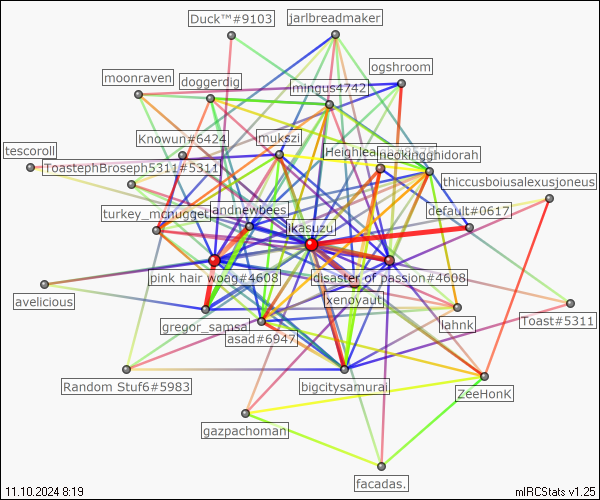 Duck™#9103
jarlbreadmaker
ogshroom
moonraven
doggerdig
mingus4742
Knowun#6424
mukszi
neokingghidorah
tescoroll
ToastephBroseph5311#5311
thiccusboiusalexusjoneus
turkey_mcnugget
andnewbees
default#0617
ikasuzu
pink hair woag#4608
disaster of passion#4608
avelicious
ixenoyaut
gregor_samsa
lahnk
Toast#5311
asad#6947
Random Stuf6#5983
bigcitysamurai
ZeeHonK
gazpachoman
facadas.
11.10.2024 8:19
mIRCStats v1.25